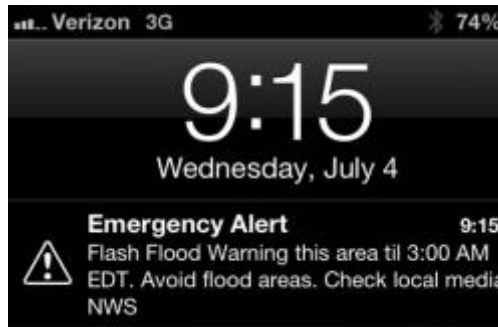 Verizon 3G 74%
9:15
Wednesday, July 4
Emergency Alert 9:15
Flash Flood Warning this area til 3:00 AM
EDT. Avoid flood areas. Check local media
NWS